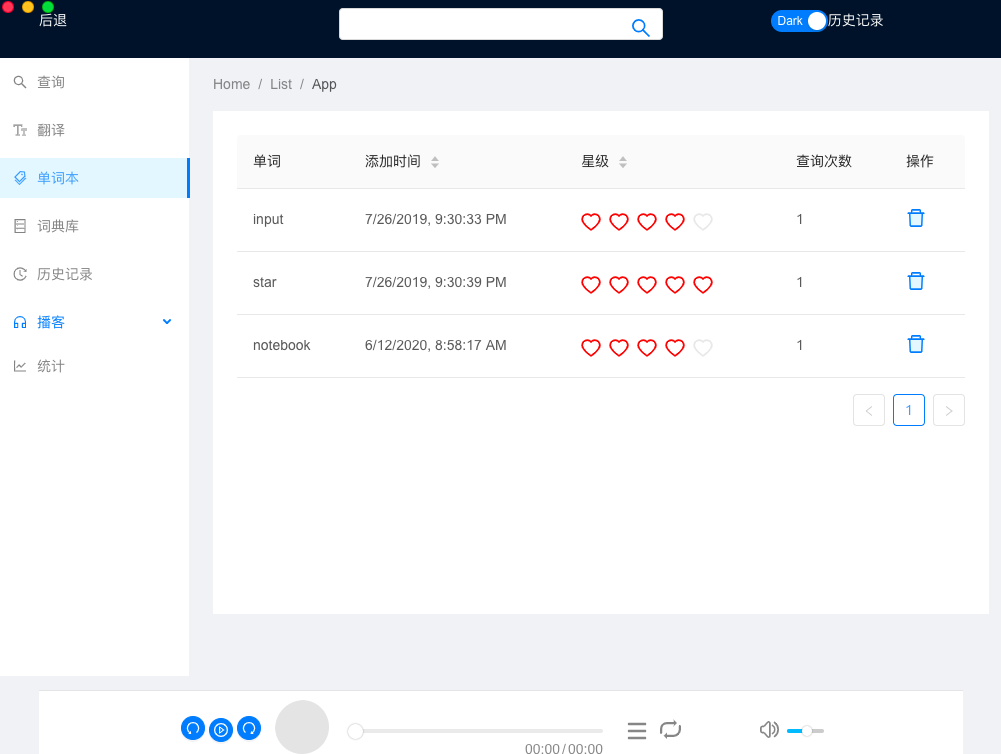 后退
Dark 历史记录
查询
翻译
单词本
词典库
历史记录
播客
统计
Home / List / App
单词 添加时间 星级 查询次数 操作
input 7/26/2019, 9:30:33 PM 1
star 7/26/2019, 9:30:39 PM 1
notebook 6/12/2020, 8:58:17 AM 1
< 1 >
00:00/00:00